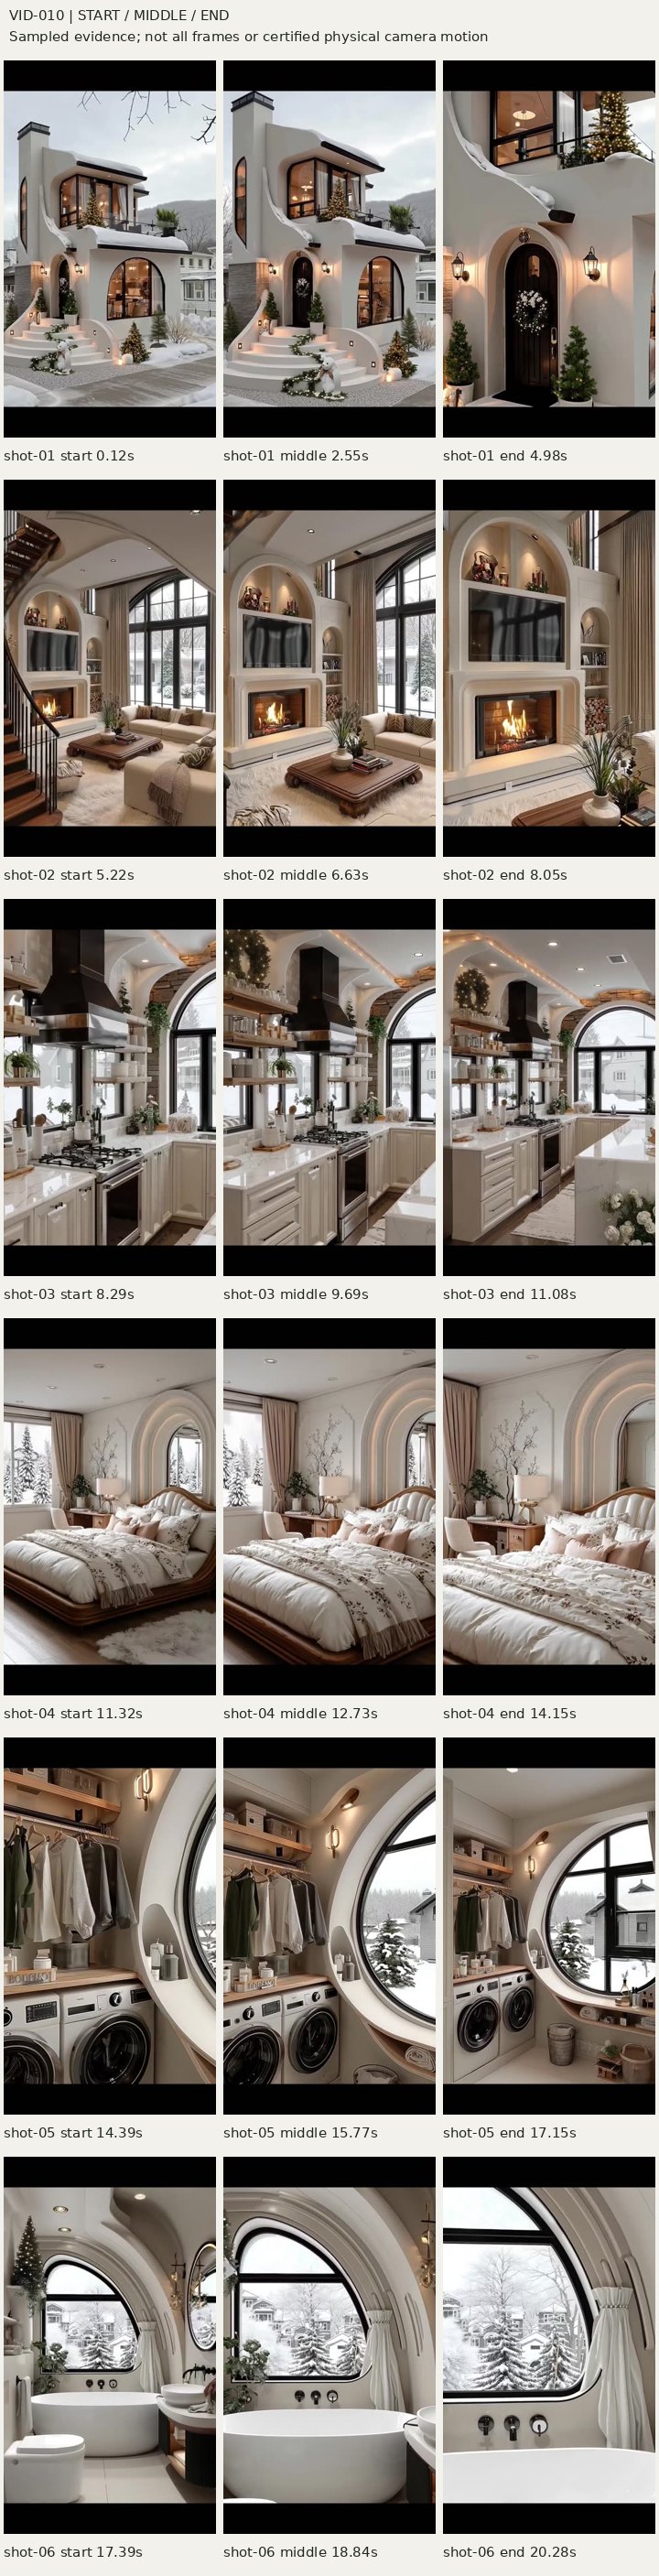 VID-010 | START / MIDDLE / END
Sampled evidence; not all frames or certified physical camera motion
shot-01 start 0.12s
shot-01 middle 2.55s
shot-01 end 4.98s
shot-02 start 5.22s
shot-02 middle 6.63s
shot-02 end 8.05s
shot-03 start 8.29s
shot-03 middle 9.69s
shot-03 end 11.08s
shot-04 start 11.32s
shot-04 middle 12.73s
shot-04 end 14.15s
shot-05 start 14.39s
shot-05 middle 15.77s
shot-05 end 17.15s
shot-06 start 17.39s
shot-06 middle 18.84s
shot-06 end 20.28s